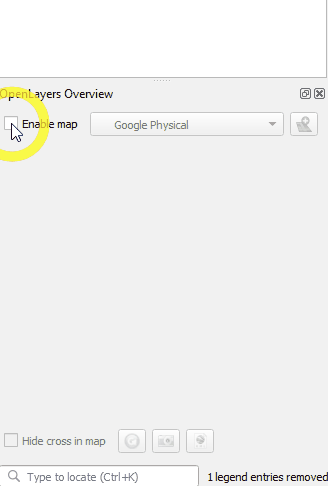 OpenLayers Overview
Enable map Google Physical
Hide cross in map
Type to locate (Ctrl+K) 1 legend entries removed